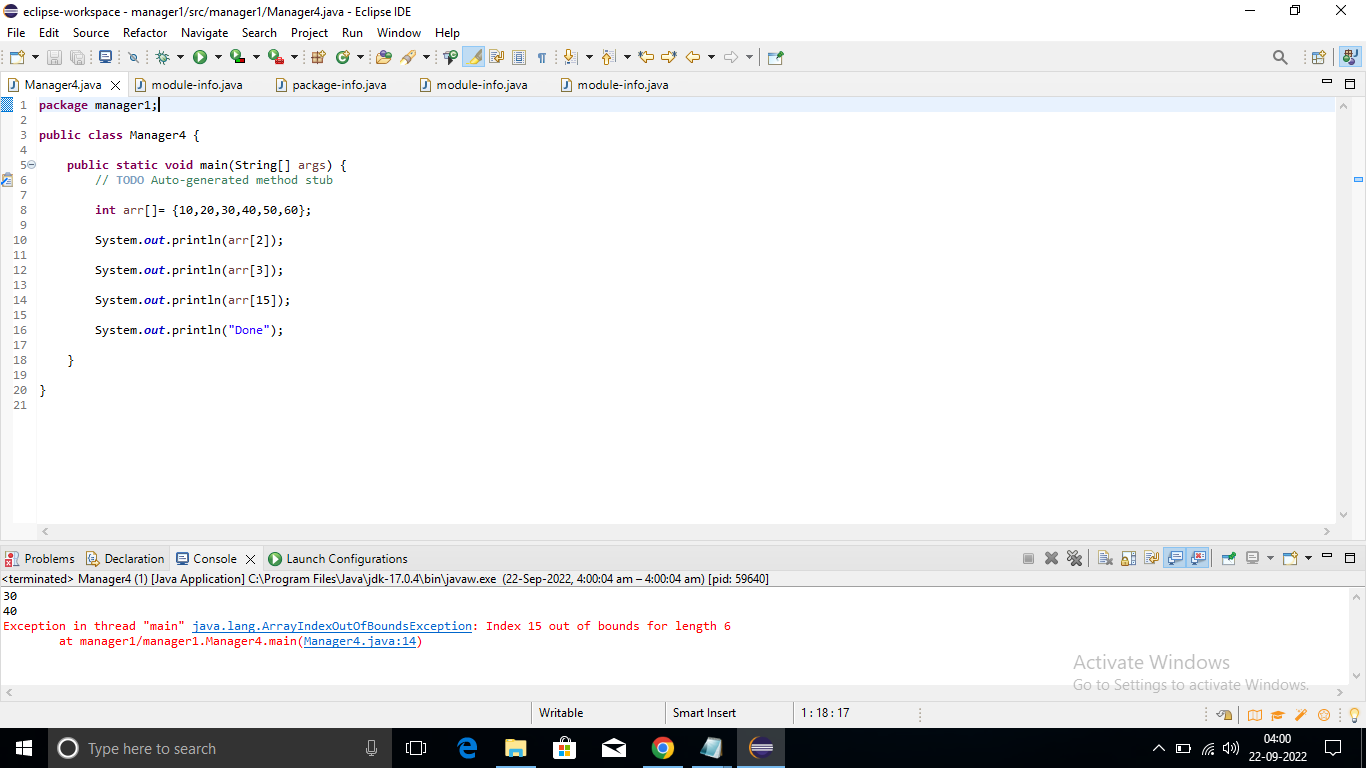 eclipse-workspace - manager1/src/manager1/Manager4.java - Eclipse IDE
File Edit Source Refactor Navigate Search Project Run Window Help
Manager4.java module-info.java package-info.java module-info.java module-info.java
1 package manager1;
2
3 public class Manager4 {
4
5 public static void main(String[] args) {
6 // TODO Auto-generated method stub
7
8 int arr[]= {10,20,30,40,50,60};
9
10 System.out.println(arr[2]);
11
12 System.out.println(arr[3]);
13
14 System.out.println(arr[15]);
15
16 System.out.println("Done");
17
18 }
19
20 }
21
Problems Declaration Console Launch Configurations
<terminated> Manager4 (1) [Java Application] C:\Program Files\Java\jdk-17.0.4\bin\javaw.exe (22-Sep-2022, 4:00:04 am – 4:00:04 am) [pid: 59640]
30
40
Exception in thread "main" java.lang.ArrayIndexOutOfBoundsException: Index 15 out of bounds for length 6
at manager1/manager1.Manager4.main(Manager4.java:14)
Activate Windows
Go to Settings to activate Windows.
Writable Smart Insert 1 : 18 : 17
Type here to search
04:00
22-09-2022